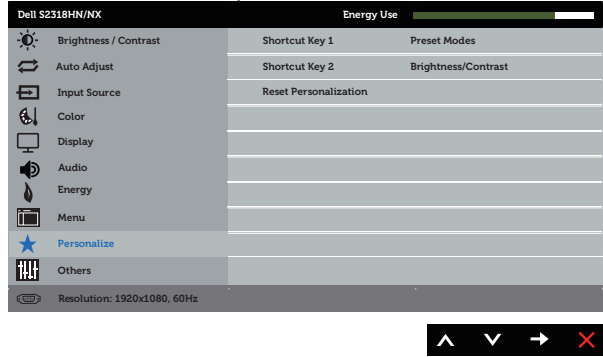 Dell S2318HN/NX Energy Use
Brightness / Contrast Shortcut Key 1 Preset Modes
Auto Adjust Shortcut Key 2 Brightness/Contrast
Input Source Reset Personalization
Color
Display
Audio
Energy
Menu
Personalize
Others
Resolution: 1920x1080, 60Hz